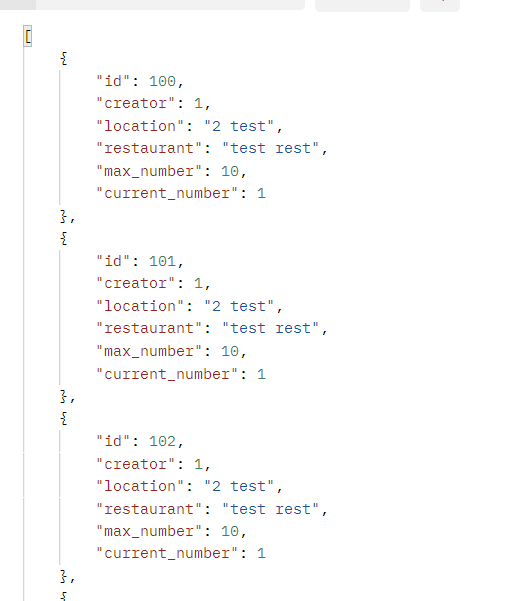 [
{
"id": 100,
"creator": 1,
"location": "2 test",
"restaurant": "test rest",
"max_number": 10,
"current_number": 1
},
{
"id": 101,
"creator": 1,
"location": "2 test",
"restaurant": "test rest",
"max_number": 10,
"current_number": 1
},
{
"id": 102,
"creator": 1,
"location": "2 test",
"restaurant": "test rest",
"max_number": 10,
"current_number": 1
},
{